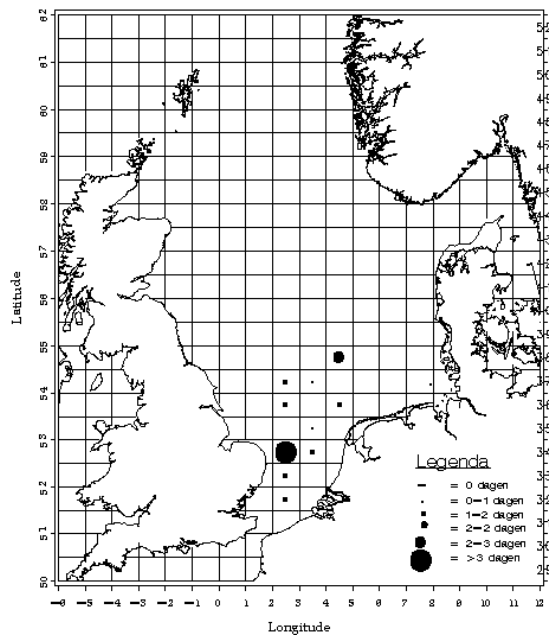 62
61
60
59
58
57
56
55
54
53
52
51
50
Latitude
Legenda
= 0 dagen
= 0-1 dagen
= 1-2 dagen
= 2-2 dagen
= 2-3 dagen
= >3 dagen
-6 -5 -4 -3 -2 -1 0 1 2 3 4 5 6 7 8 9 10 11 12
Longitude